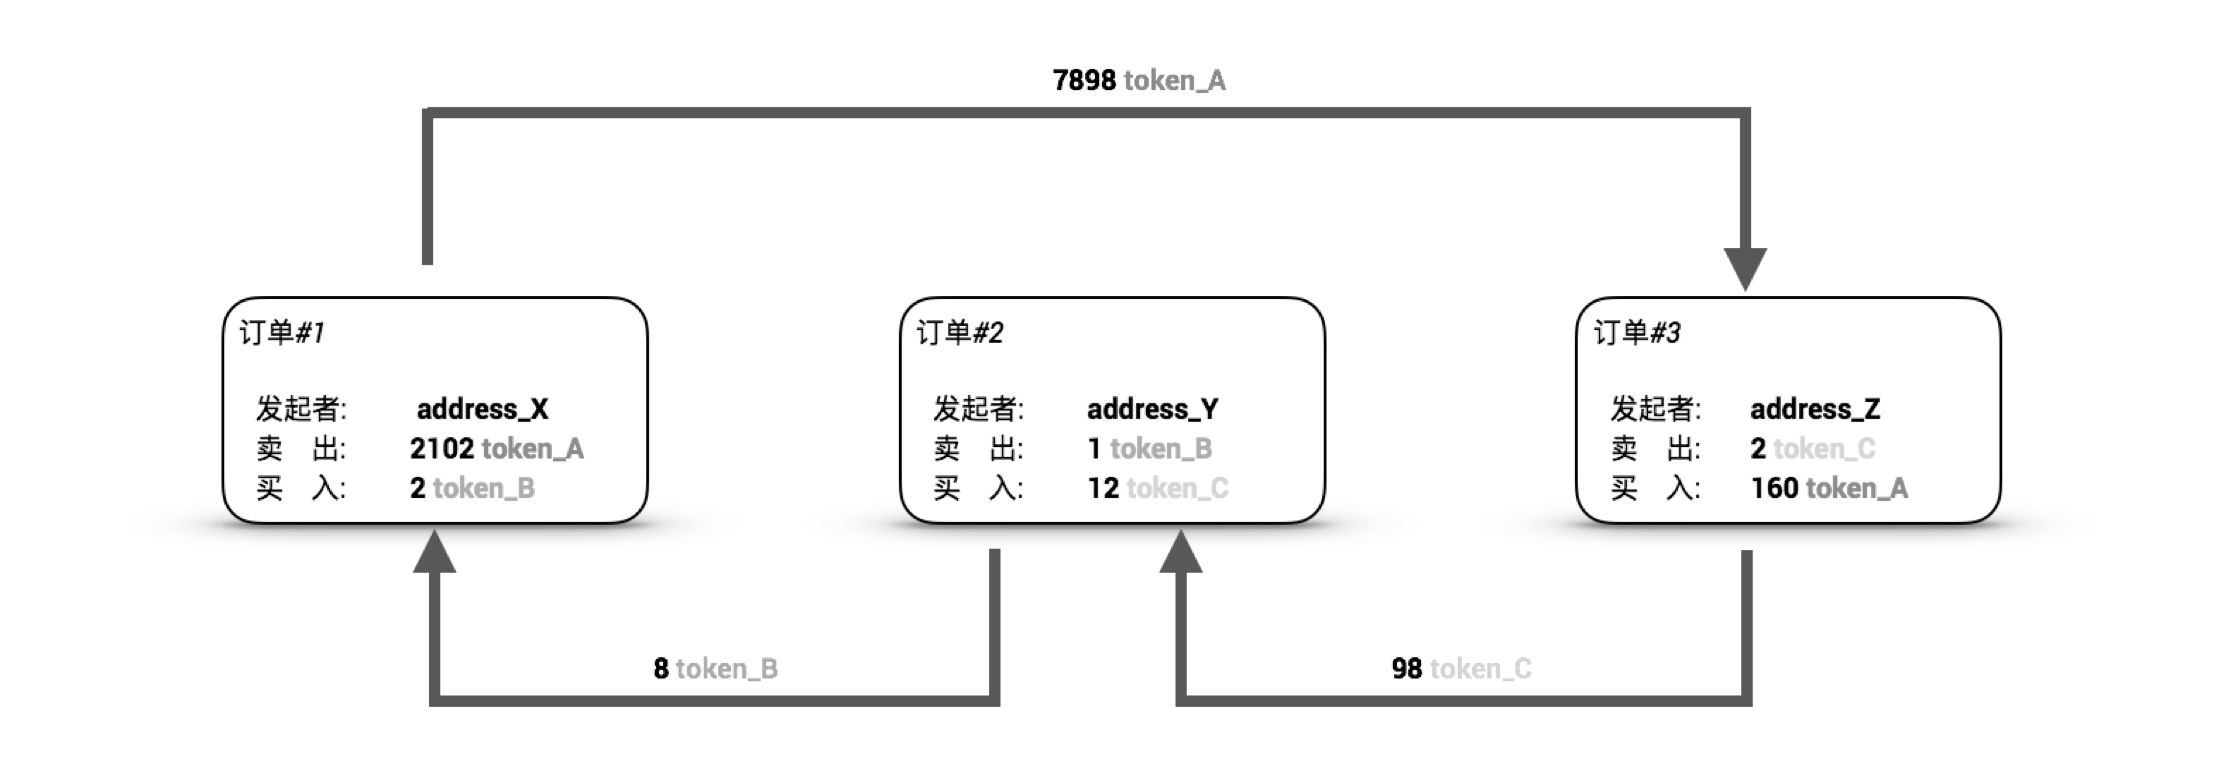 7898 token_A
订单#1
发起者: address_X
卖 出: 2102 token_A
买 入: 2 token_B
订单#2
发起者: address_Y
卖 出: 1 token_B
买 入: 12 token_C
订单#3
发起者: address_Z
卖 出: 2 token_C
买 入: 160 token_A
8 token_B
98 token_C